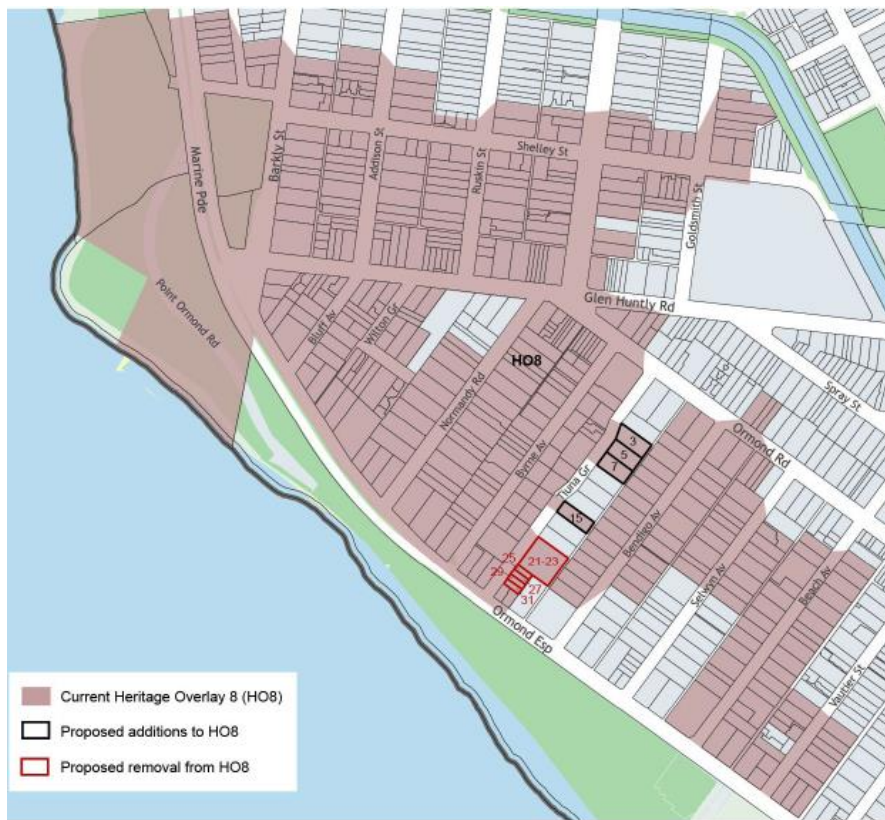 Marine Pde
Barkly St
Addison St
Ruskin St
Shelley St
Goldsmith St
Glen Huntly Rd
Point Ormond Rd
Bluff Av
Wilton Gr
Normandy Rd
HO8
Byrne Av
Spray St
Ormond Rd
3
5
7
15
Bendigo Av
21-23
25
29
27
31
Ormond Esp
Selwyn Av
Beach Av
Vautier St
Current Heritage Overlay 8 (HO8)
Proposed additions to HO8
Proposed removal from HO8